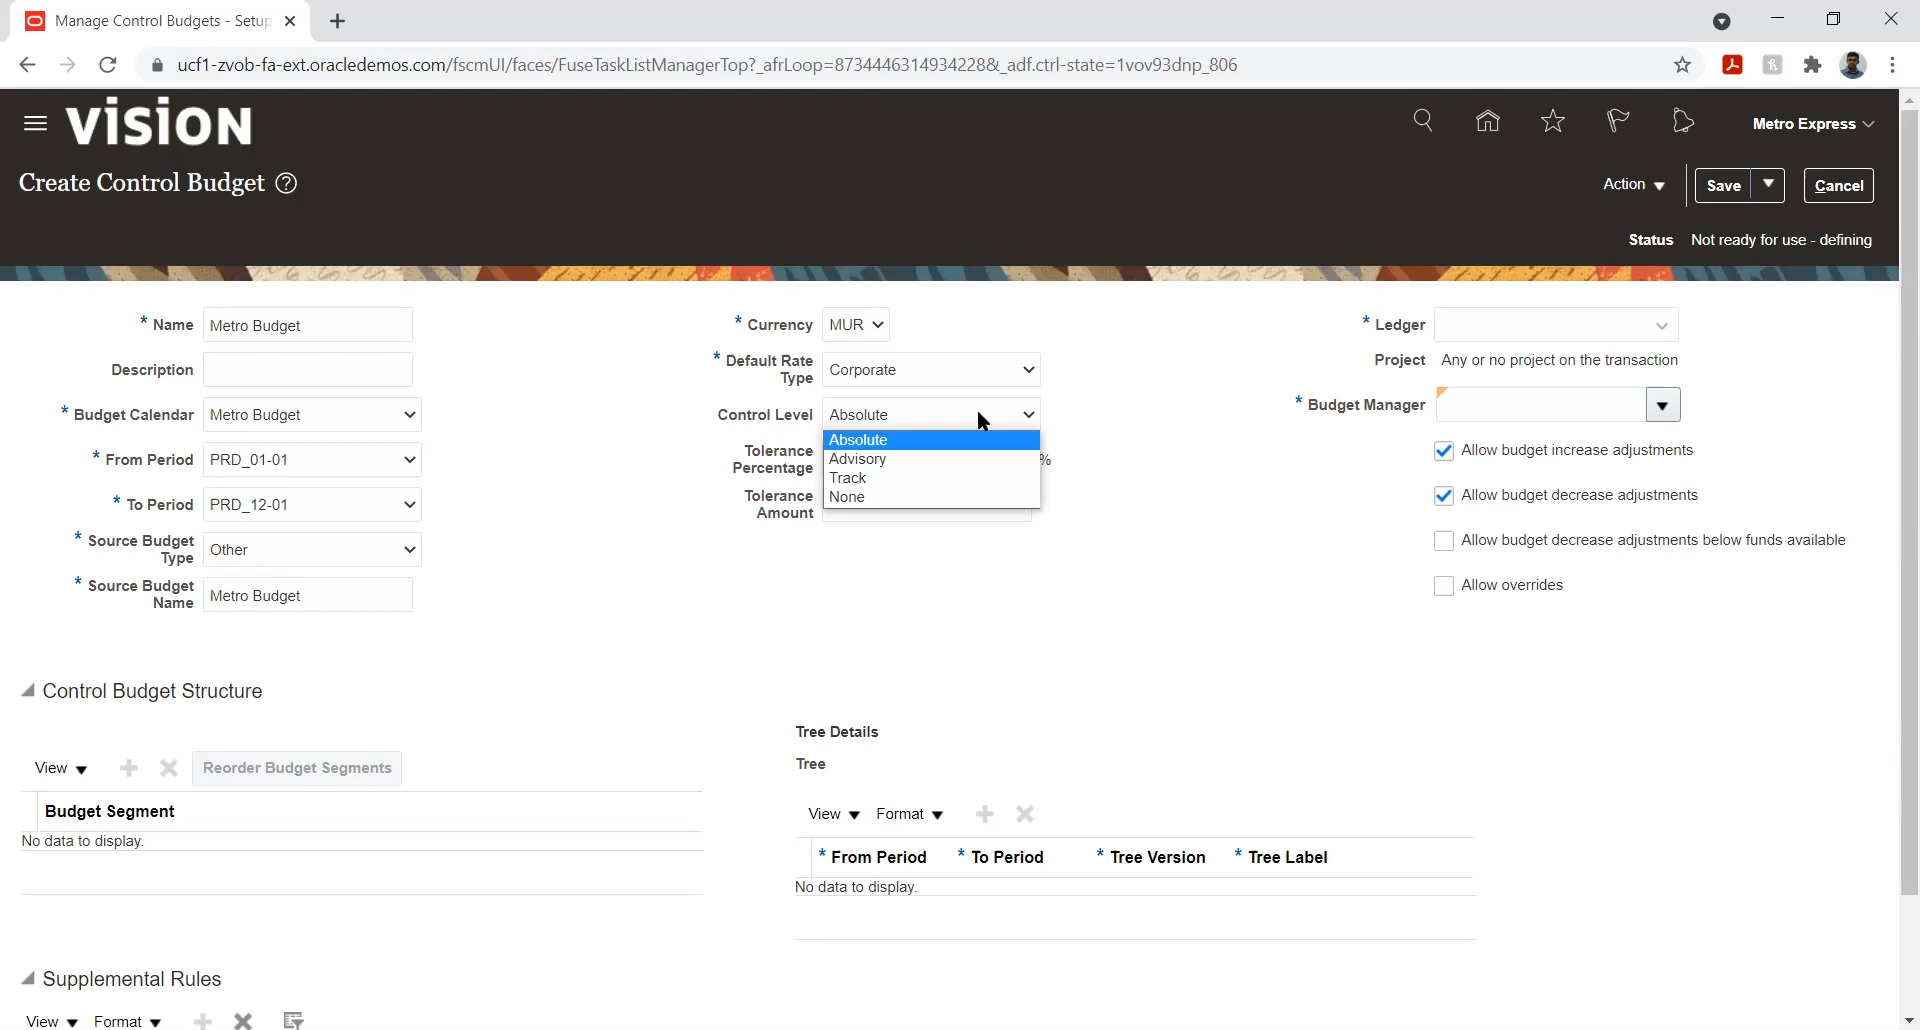 Manage Control Budgets - Setup
ucf1-zvob-fa-ext.oracledemos.com/fscmUI/faces/FuseTaskListManagerTop?_afrLoop=8734446314934228&_adf.ctrl-state=1vov93dnp_806
VISION
Metro Express
Create Control Budget ?
Action
Save
Cancel
Status Not ready for use - defining
* Name Metro Budget
Description
* Budget Calendar Metro Budget
* From Period PRD_01-01
* To Period PRD_12-01
* Source Budget Type Other
* Source Budget Name Metro Budget
* Currency MUR
* Default Rate Type Corporate
Control Level Absolute
Absolute
Advisory
Track
None
Tolerance Percentage %
Tolerance Amount
* Ledger
Project Any or no project on the transaction
* Budget Manager
Allow budget increase adjustments
Allow budget decrease adjustments
Allow budget decrease adjustments below funds available
Allow overrides
Control Budget Structure
View Reorder Budget Segments
Budget Segment
No data to display.
Tree Details
Tree
View Format
* From Period * To Period * Tree Version * Tree Label
No data to display.
Supplemental Rules
View Format